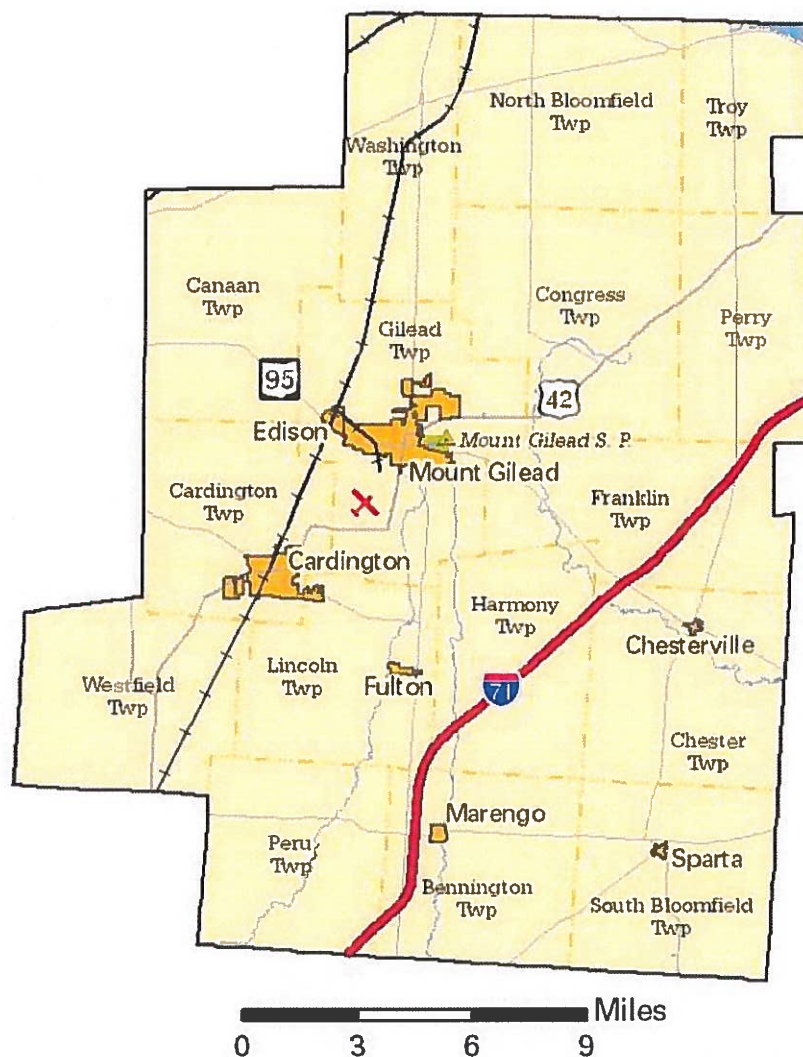 North Bloomfield
Twp
Troy
Twp
Washington
Twp
Canaan
Twp
Congress
Twp
Perry
Twp
Gilead
Twp
95
42
Edison
Mount Gilead S. P.
Mount Gilead
Cardington
Twp
Franklin
Twp
Cardington
Harmony
Twp
Chesterville
Lincoln
Twp
Fulton
Westfield
Twp
71
Chester
Twp
Marengo
Peru
Twp
Sparta
Bennington
Twp
South Bloomfield
Twp
Miles
0 3 6 9